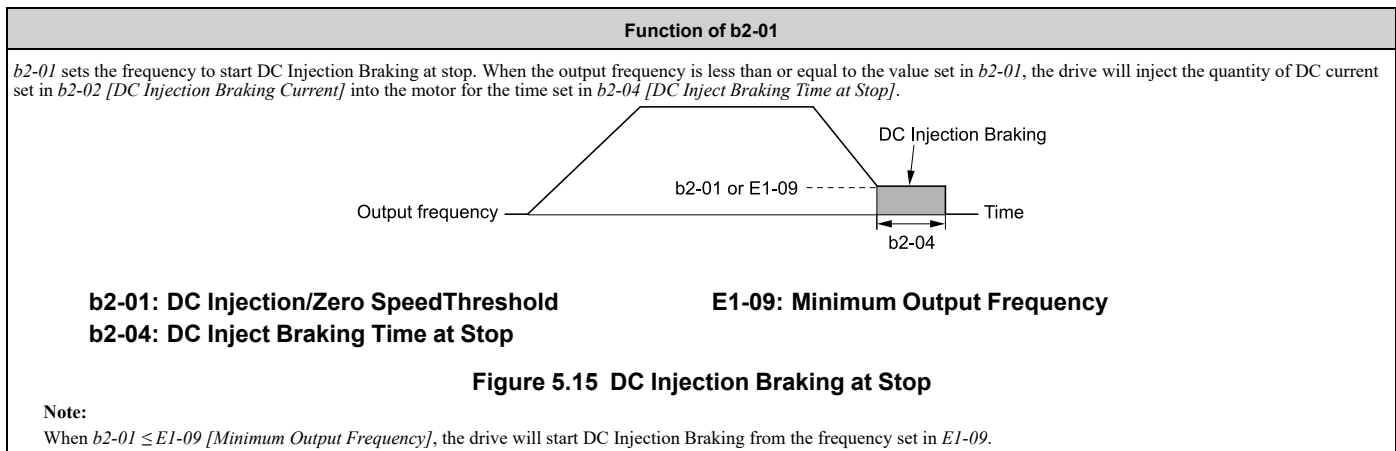 Function of b2-01
b2-01 sets the frequency to start DC Injection Braking at stop. When the output frequency is less than or equal to the value set in b2-01, the drive will inject the quantity of DC current
set in b2-02 [DC Injection Braking Current] into the motor for the time set in b2-04 [DC Inject Braking Time at Stop].
DC Injection Braking
b2-01 or E1-09
Output frequency
Time
b2-04
b2-01: DC Injection/Zero SpeedThreshold
E1-09: Minimum Output Frequency
b2-04: DC Inject Braking Time at Stop
Figure 5.15 DC Injection Braking at Stop
Note:
When b2-01 ≤ E1-09 [Minimum Output Frequency], the drive will start DC Injection Braking from the frequency set in E1-09.